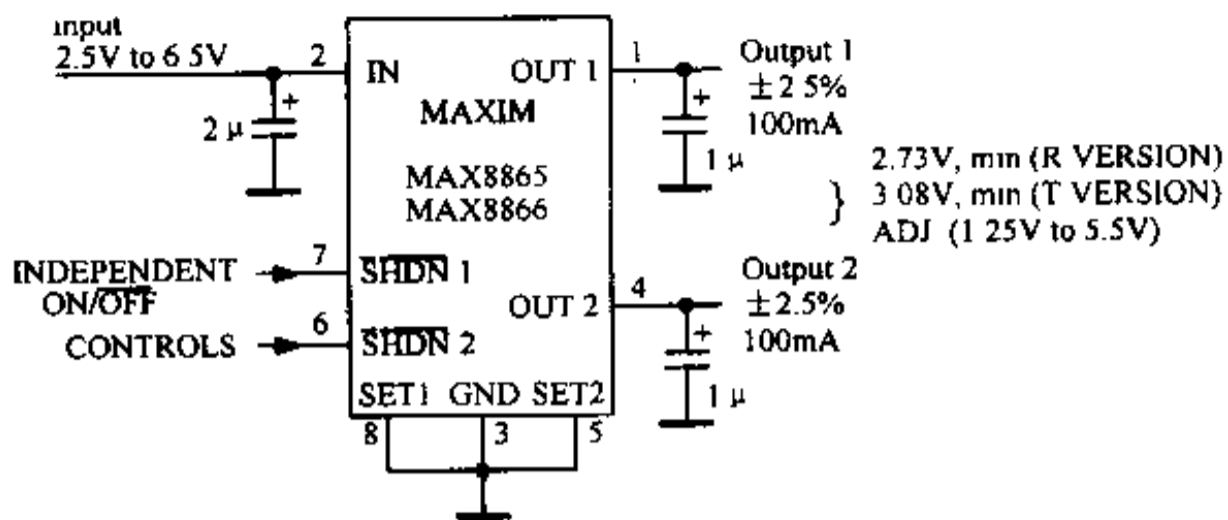 Input
2.5V to 6 5V
2
IN
2 μ
+
MAXIM
MAX8865
MAX8866
OUT 1
1
+
1 μ
Output 1
±2 5%
100mA
2.73V, min (R VERSION)
} 3 08V, min (T VERSION)
ADJ (1 25V to 5.5V)
INDEPENDENT
ON/OFF
CONTROLS
7
SHDN 1
6
SHDN 2
OUT 2
4
+
1 μ
Output 2
±2.5%
100mA
SET1 GND SET2
8 3 5